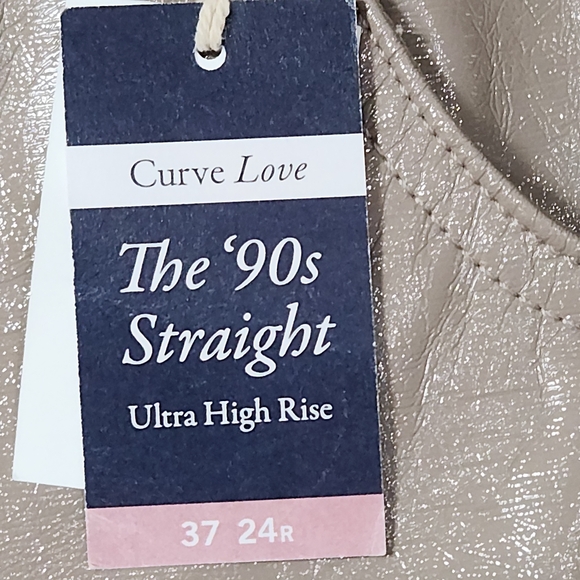 Curve Love
The ‘90s
Straight
Ultra High Rise
37 24R